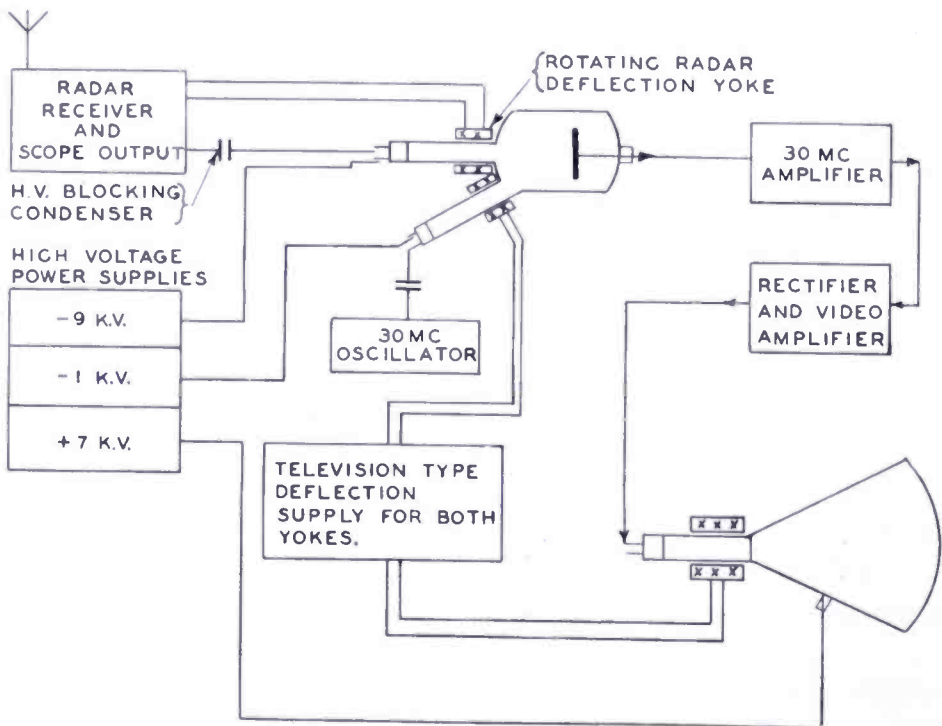 RADAR
RECEIVER
AND
SCOPE OUTPUT
ROTATING RADAR
DEFLECTION YOKE
30 MC
AMPLIFIER
H.V. BLOCKING
CONDENSER
HIGH VOLTAGE
POWER SUPPLIES
-9 K.V.
-1 K.V.
+7 K.V.
30 MC
OSCILLATOR
RECTIFIER
AND VIDEO
AMPLIFIER
TELEVISION TYPE
DEFLECTION
SUPPLY FOR BOTH
YOKES.
x x
x x
x x x
x x
x x x
x x x